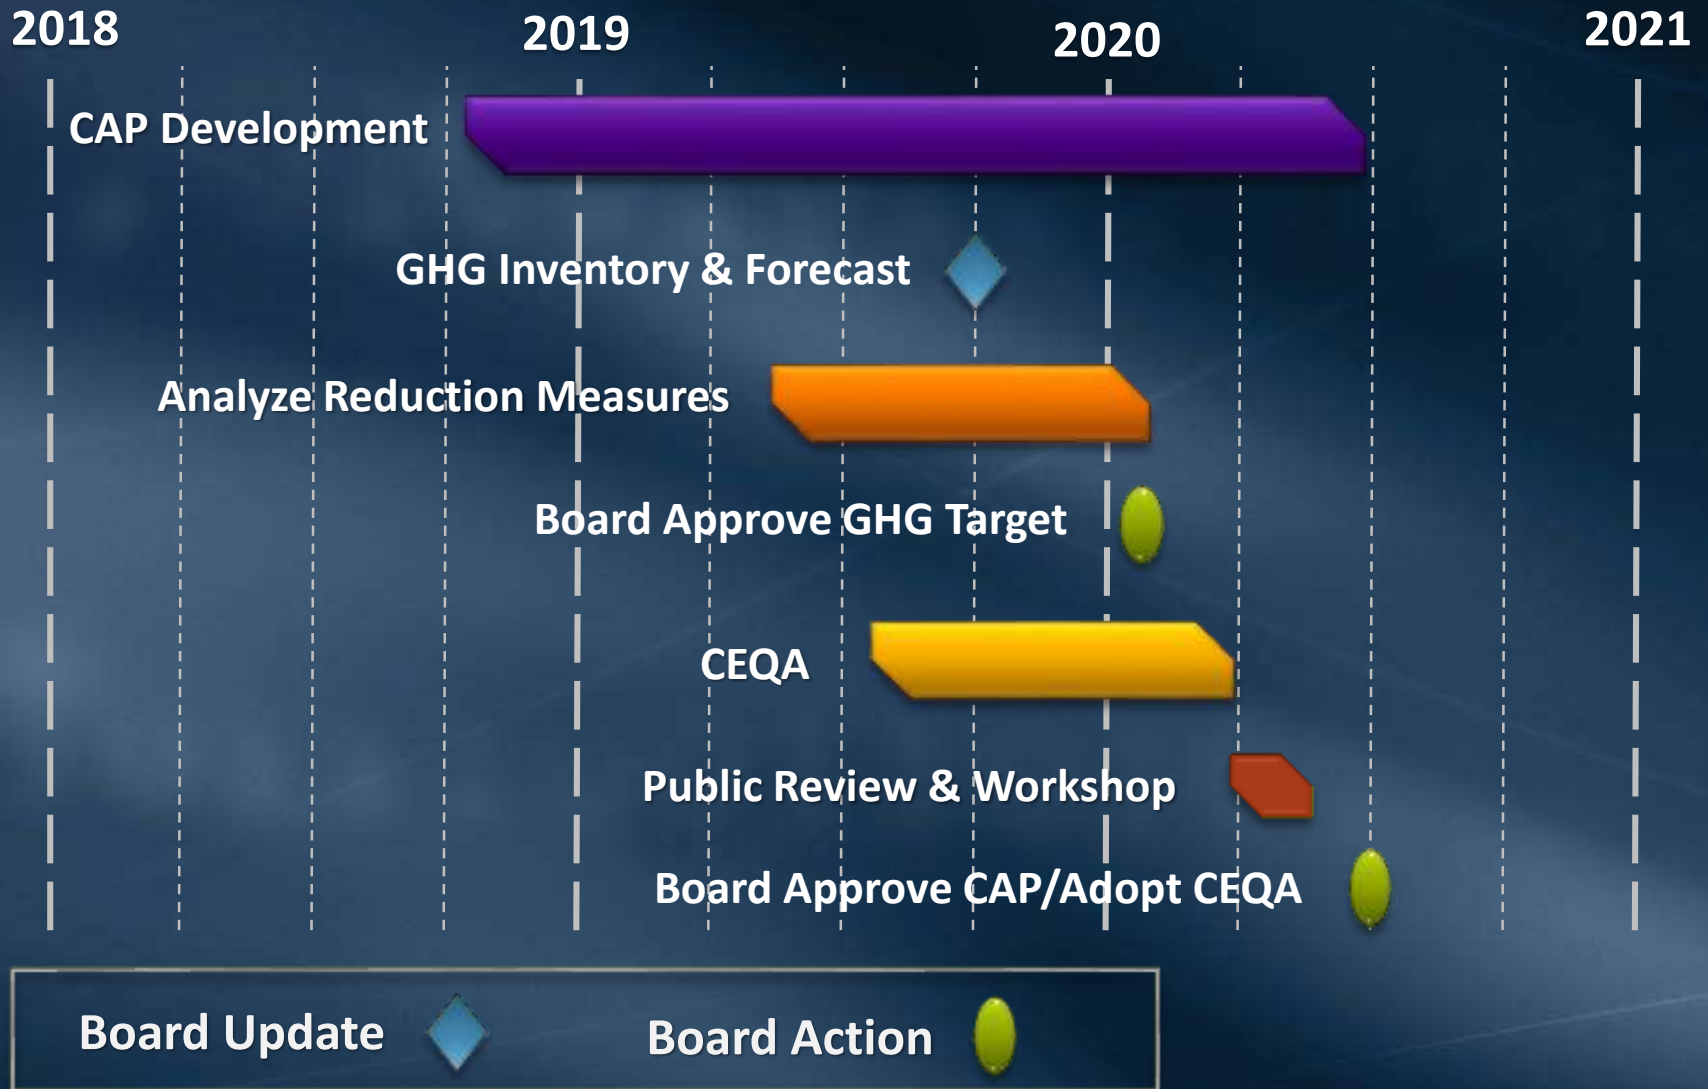 2018
2019
2020
2021
CAP Development
GHG Inventory & Forecast
Analyze Reduction Measures
Board Approve GHG Target
CEQA
Public Review & Workshop
Board Approve CAP/Adopt CEQA
Board Update
Board Action